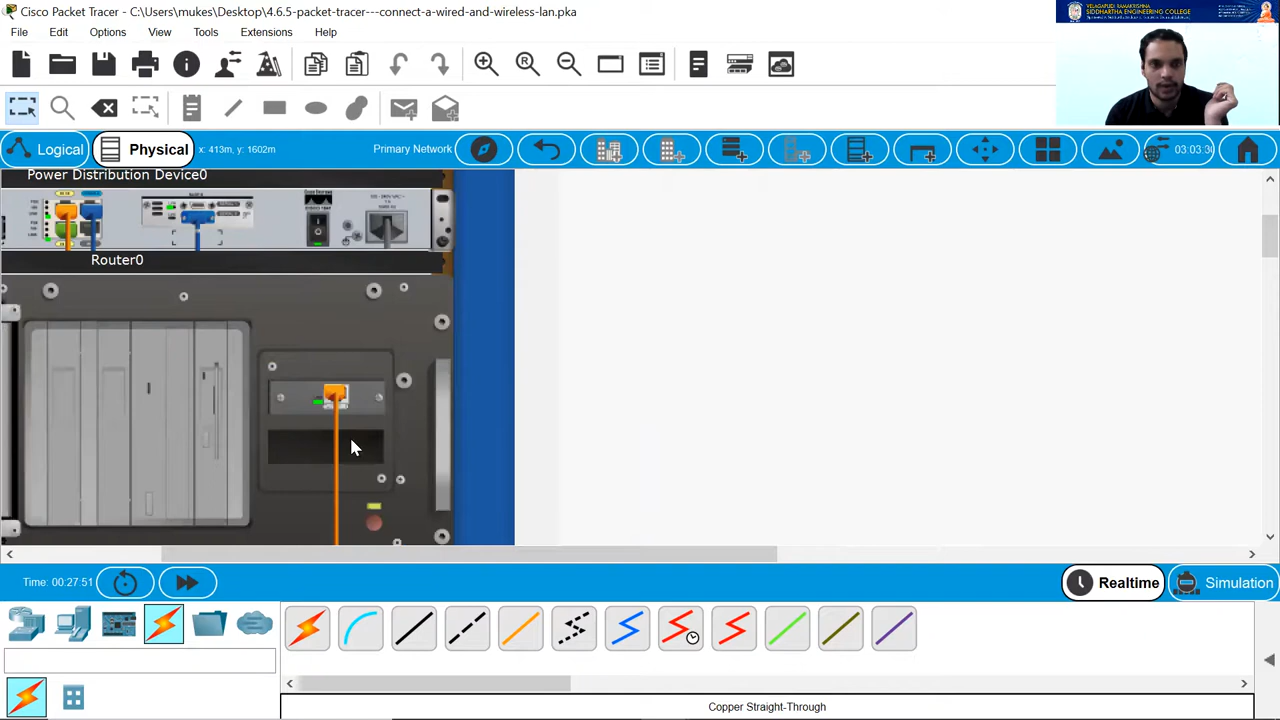 Cisco Packet Tracer - C:\Users\mukes\Desktop\4.6.5-packet-tracer---connect-a-wired-and-wireless-lan.pka
VELAGAPUDI RAMAKRISHNA
SIDDHARTHA ENGINEERING COLLEGE
File Edit Options Tools Extensions Help
Logical Physical x: 413m, y: 1602m Primary Network 03:03:30
Power Distribution Device0
Router0
Time: 00:27:51 Realtime Simulation
Copper Straight-Through